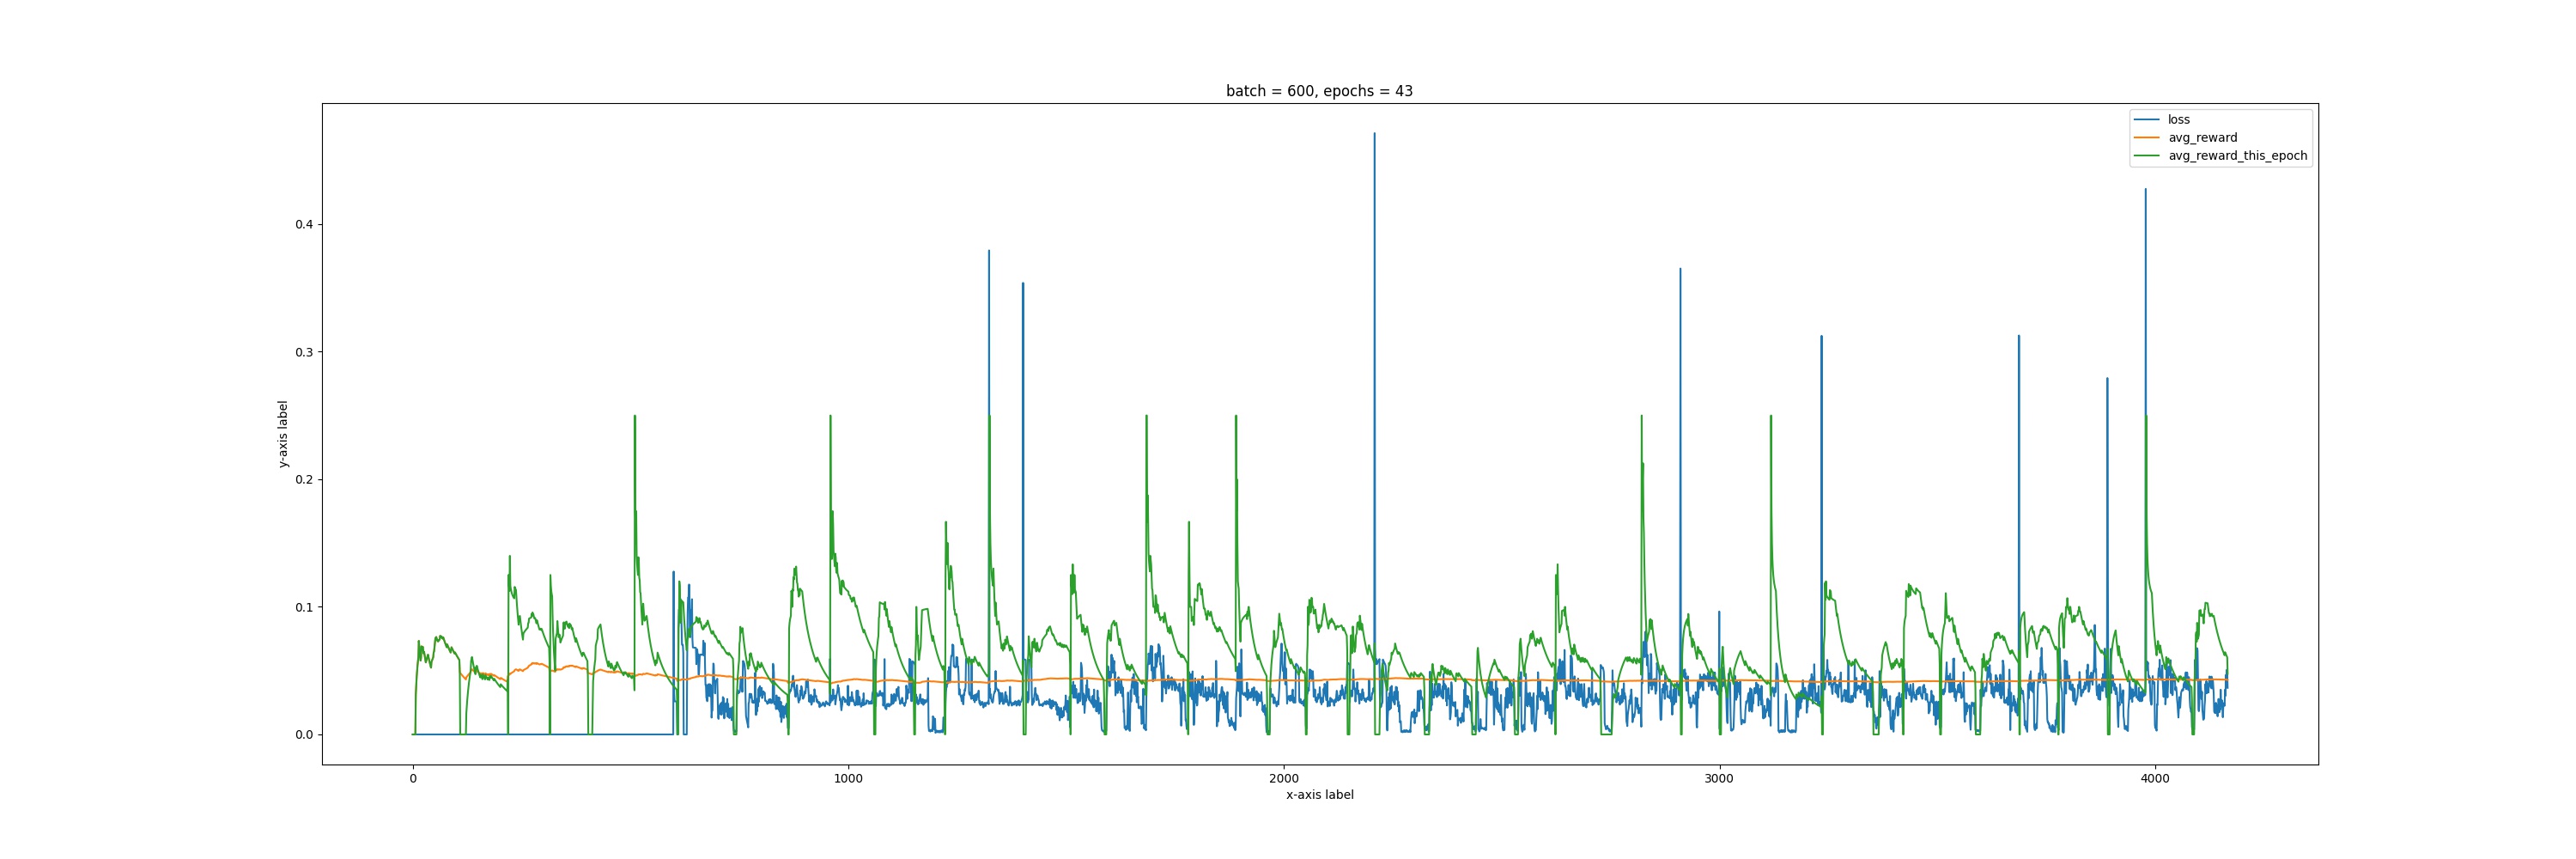 batch = 600, epochs = 43
loss
avg_reward
avg_reward_this_epoch
0.4
0.3
0.2
0.1
0.0
y-axis label
0 1000 2000 3000 4000
x-axis label